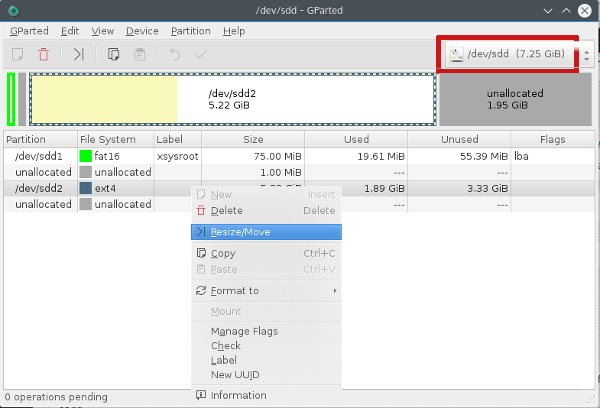 /dev/sdd – GParted
GParted Edit View Device Partition Help
/dev/sdd (7.25 GiB)
/dev/sdd2
5.22 GiB
unallocated
1.95 GiB
Partition File System Label Size Used Unused Flags
/dev/sdd1 fat16 xsysroot 75.00 MiB 19.61 MiB 55.39 MiB lba
unallocated unallocated 1.00 MiB --- ---
/dev/sdd2 ext4 1.89 GiB 3.33 GiB
unallocated unallocated --- ---
New Insert
Delete Delete
Resize/Move
Copy Ctrl+C
Paste Ctrl+V
Format to
Mount
Manage Flags
Check
Label
New UUID
Information
0 operations pending